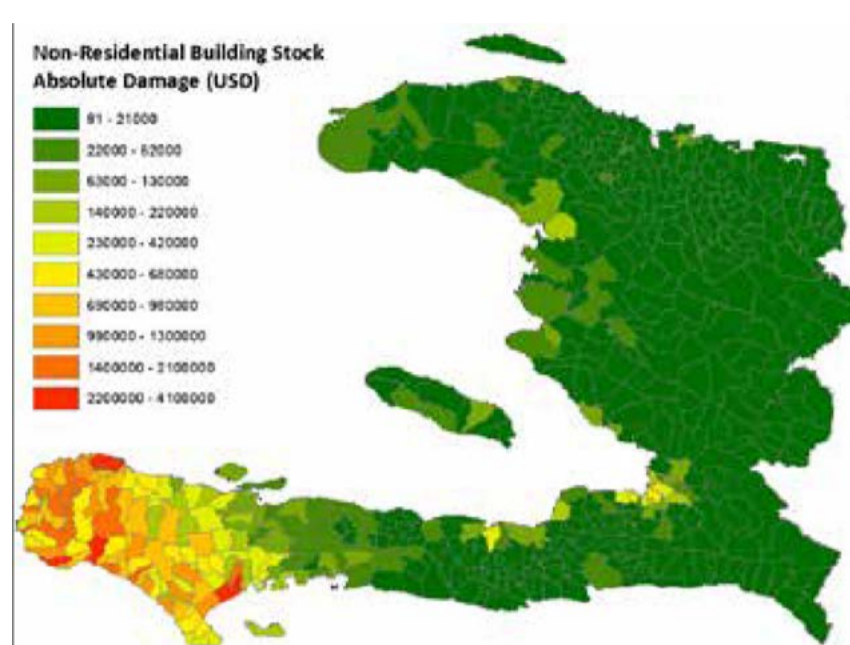 Non-Residential Building Stock
Absolute Damage (USD)
91 - 21000
22000 - 62000
63000 - 130000
140000 - 220000
230000 - 420000
430000 - 680000
690000 - 980000
990000 - 1300000
1400000 - 2100000
2200000 - 4100000